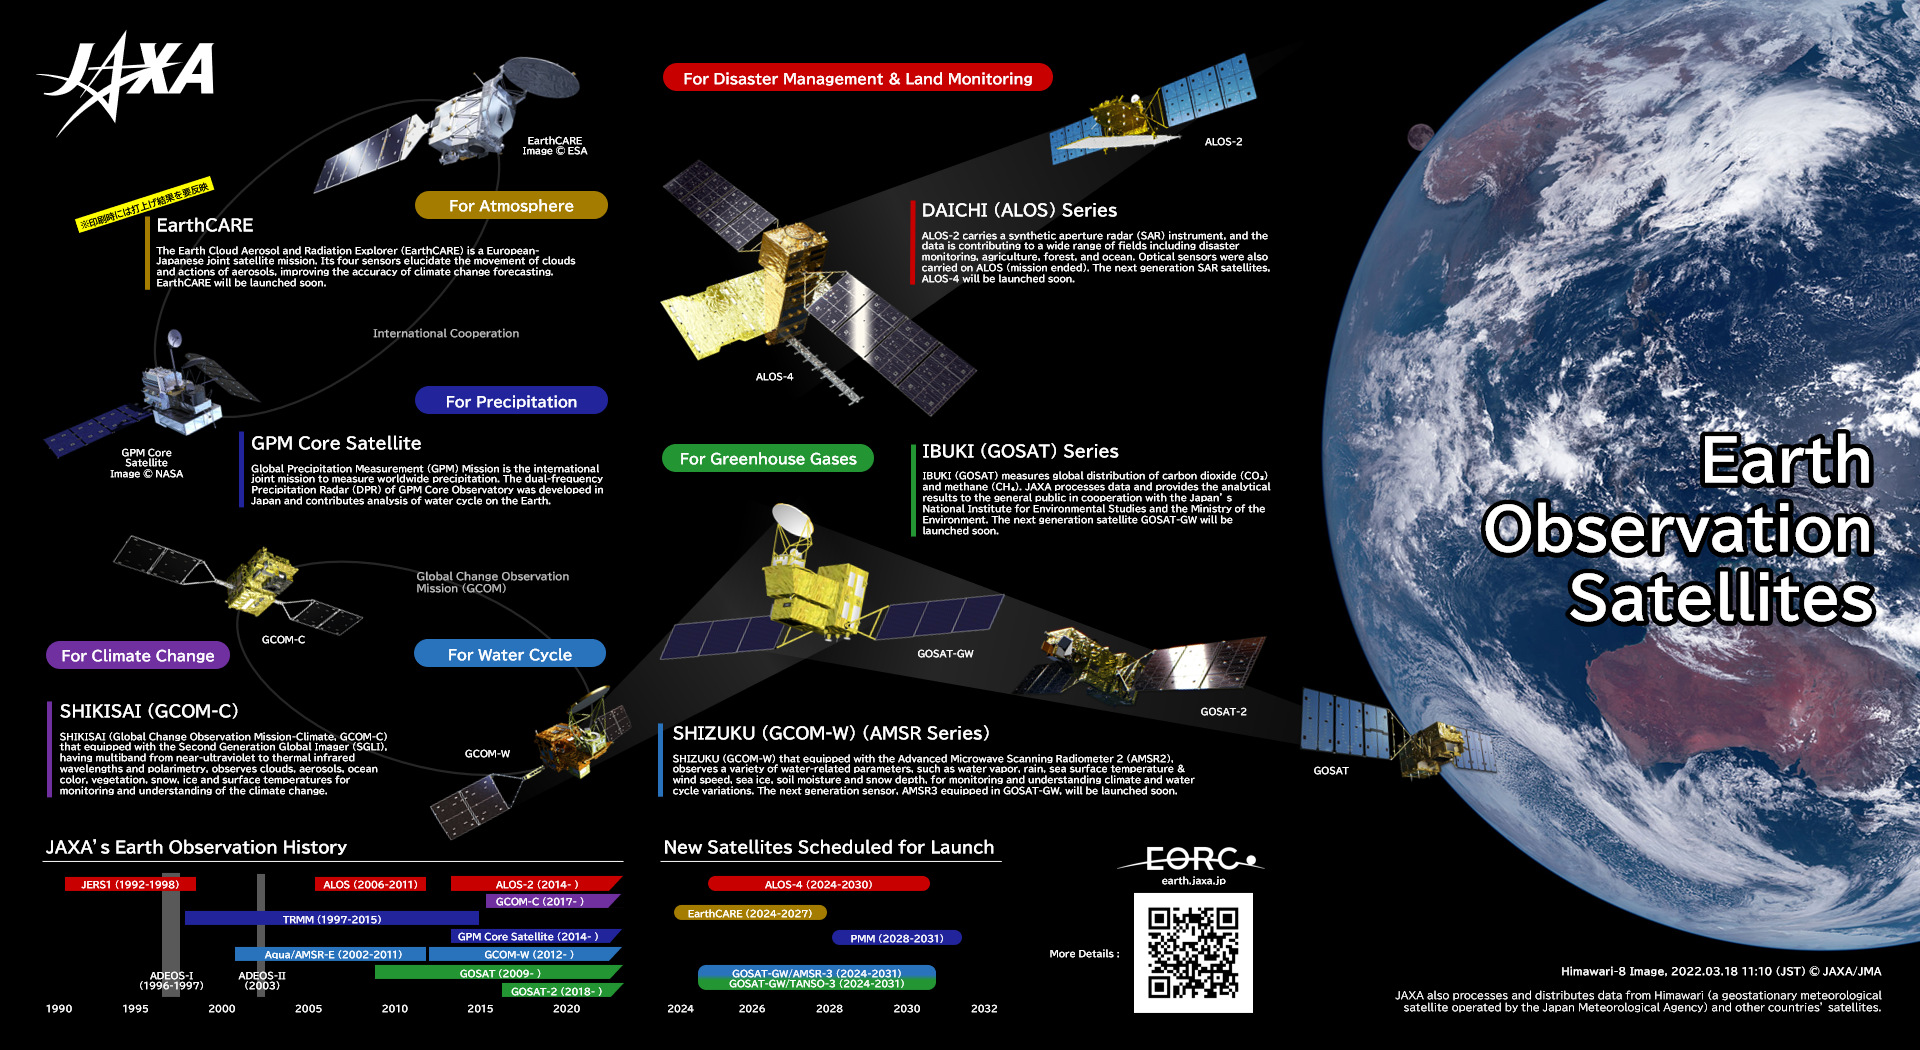 JAXA
EarthCARE
Image © ESA
※印刷時には打上げ結果を要反映
For Atmosphere
EarthCARE
The Earth Cloud Aerosol and Radiation Explorer (EarthCARE) is a European-
Japanese joint satellite mission. Its four sensors elucidate the movement of clouds
and actions of aerosols, improving the accuracy of climate change forecasting.
EarthCARE will be launched soon.
International Cooperation
For Precipitation
GPM Core
Satellite
Image © NASA
GPM Core Satellite
Global Precipitation Measurement (GPM) Mission is the international
joint mission to measure worldwide precipitation. The dual-frequency
Precipitation Radar (DPR) of GPM Core Observatory was developed in
Japan and contributes analysis of water cycle on the Earth.
Global Change Observation
Mission (GCOM)
GCOM-C
For Climate Change
For Water Cycle
SHIKISAI (GCOM-C)
SHIKISAI (Global Change Observation Mission-Climate, GCOM-C)
that equipped with the Second Generation Global Imager (SGLI),
having multiband from near-ultraviolet to thermal infrared
wavelengths and polarimetry, observes clouds, aerosols, ocean
color, vegetation, snow, ice and surface temperatures for
monitoring and understanding of the climate change.
GCOM-W
For Disaster Management & Land Monitoring
ALOS-2
DAICHI (ALOS) Series
ALOS-2 carries a synthetic aperture radar (SAR) instrument, and the
data is contributing to a wide range of fields including disaster
monitoring, agriculture, forest, and ocean. Optical sensors were also
carried on ALOS (mission ended). The next generation SAR satellites,
ALOS-4 will be launched soon.
ALOS-4
For Greenhouse Gases
IBUKI (GOSAT) Series
IBUKI (GOSAT) measures global distribution of carbon dioxide (CO₂)
and methane (CH₄). JAXA processes data and provides the analytical
results to the general public in cooperation with the Japan’s
National Institute for Environmental Studies and the Ministry of the
Environment. The next generation satellite GOSAT-GW will be
launched soon.
GOSAT-GW
GOSAT-2
GOSAT
SHIZUKU (GCOM-W) (AMSR Series)
SHIZUKU (GCOM-W) that equipped with the Advanced Microwave Scanning Radiometer 2 (AMSR2),
observes a variety of water-related parameters, such as water vapor, rain, sea surface temperature &
wind speed, sea ice, soil moisture and snow depth, for monitoring and understanding climate and water
cycle variations. The next generation sensor, AMSR3 equipped in GOSAT-GW, will be launched soon.
JAXA’s Earth Observation History
JERS1 (1992-1998)
ALOS (2006-2011)
ALOS-2 (2014- )
GCOM-C (2017- )
TRMM (1997-2015)
GPM Core Satellite (2014- )
Aqua/AMSR-E (2002-2011)
GCOM-W (2012- )
GOSAT (2009- )
GOSAT-2 (2018- )
ADEOS-I
(1996-1997)
ADEOS-II
(2003)
1990 1995 2000 2005 2010 2015 2020
New Satellites Scheduled for Launch
ALOS-4 (2024-2030)
EarthCARE (2024-2027)
PMM (2028-2031)
GOSAT-GW/AMSR-3 (2024-2031)
GOSAT-GW/TANSO-3 (2024-2031)
2024 2026 2028 2030 2032
EORC
earth.jaxa.jp
More Details :
Earth
Observation
Satellites
Himawari-8 Image, 2022.03.18 11:10 (JST) © JAXA/JMA
JAXA also processes and distributes data from Himawari (a geostationary meteorological
satellite operated by the Japan Meteorological Agency) and other countries’ satellites.